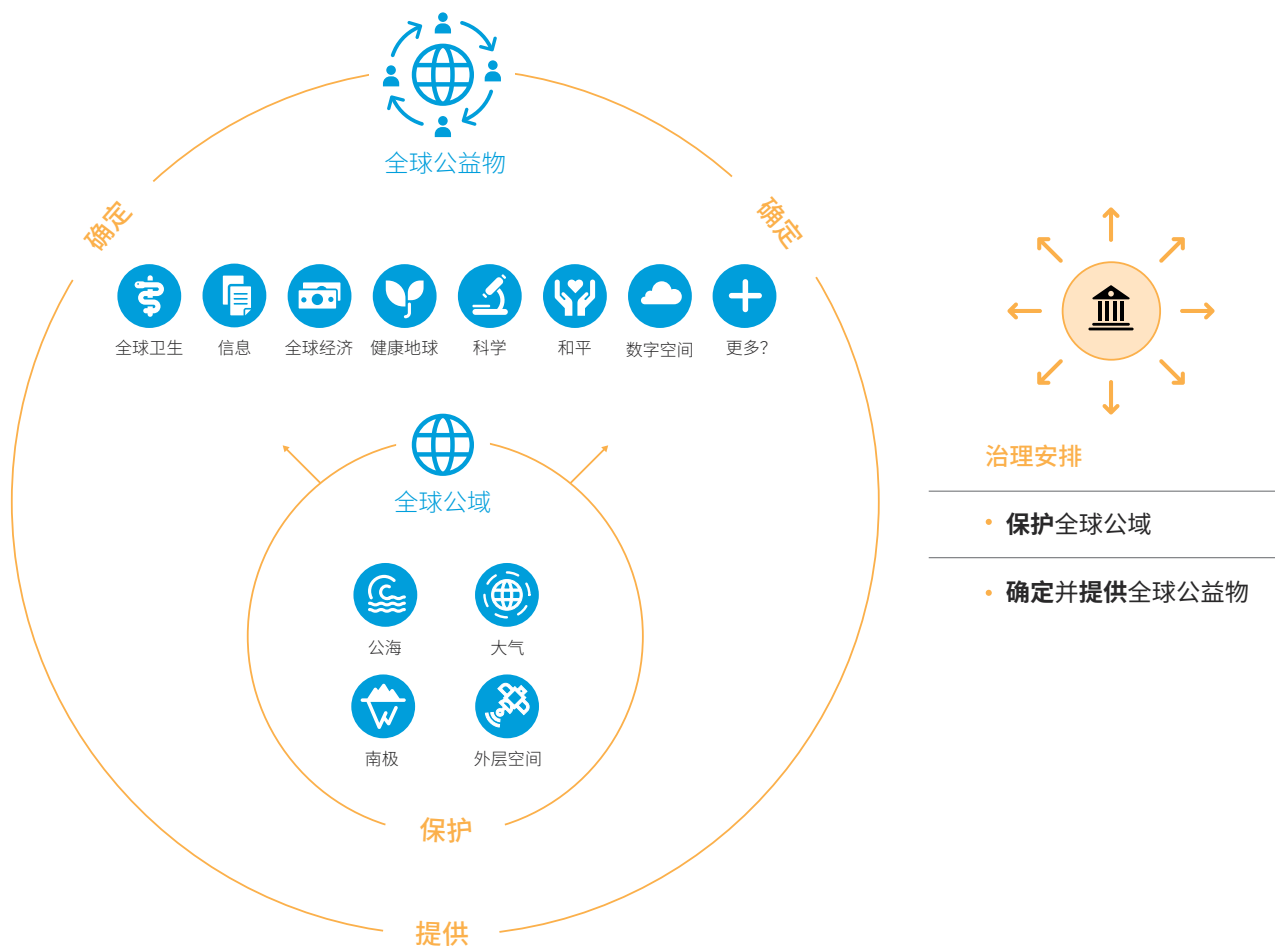 全球公益物
确定
确定
全球卫生
信息
全球经济
健康地球
科学
和平
数字空间
更多?
全球公域
公海
大气
南极
外层空间
保护
提供
治理安排
• 保护全球公域
• 确定并提供全球公益物